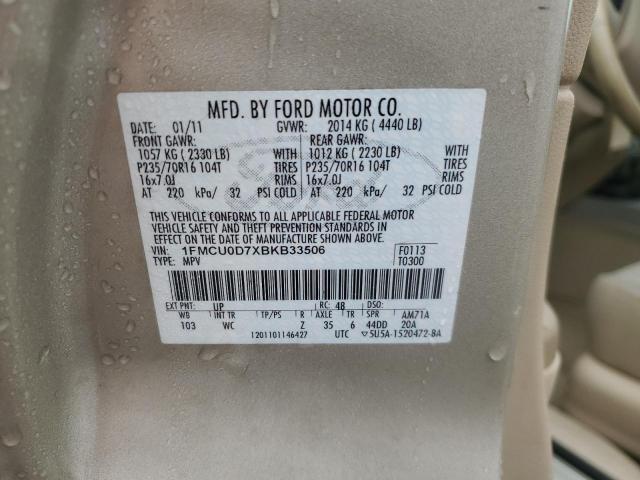 MFD. BY FORD MOTOR CO.
DATE: 01/11 GVWR: 2014 KG ( 4440 LB)
FRONT GAWR: REAR GAWR:
1057 KG ( 2330 LB) WITH 1012 KG ( 2230 LB) WITH
P235/70R16 104T TIRES P235/70R16 104T TIRES
16x7.0J RIMS 16x7.0J RIMS
AT 220 kPa/ 32 PSI COLD AT 220 kPa/ 32 PSI COLD
THIS VEHICLE CONFORMS TO ALL APPLICABLE FEDERAL MOTOR
VEHICLE SAFETY AND THEFT PREVENTION STANDARDS IN
EFFECT ON THE DATE OF MANUFACTURE SHOWN ABOVE.
VIN: 1FMCU0D7XBKB33506 F0113
TYPE: MPV T0300
EXT PNT: UP RC: 48 DSO:
WB INT TR TP/PS R AXLE TR SPR AM71A
103 WC Z 35 6 44DD 20A
1201101146427 UTC ▽5U5A-1520472-BA